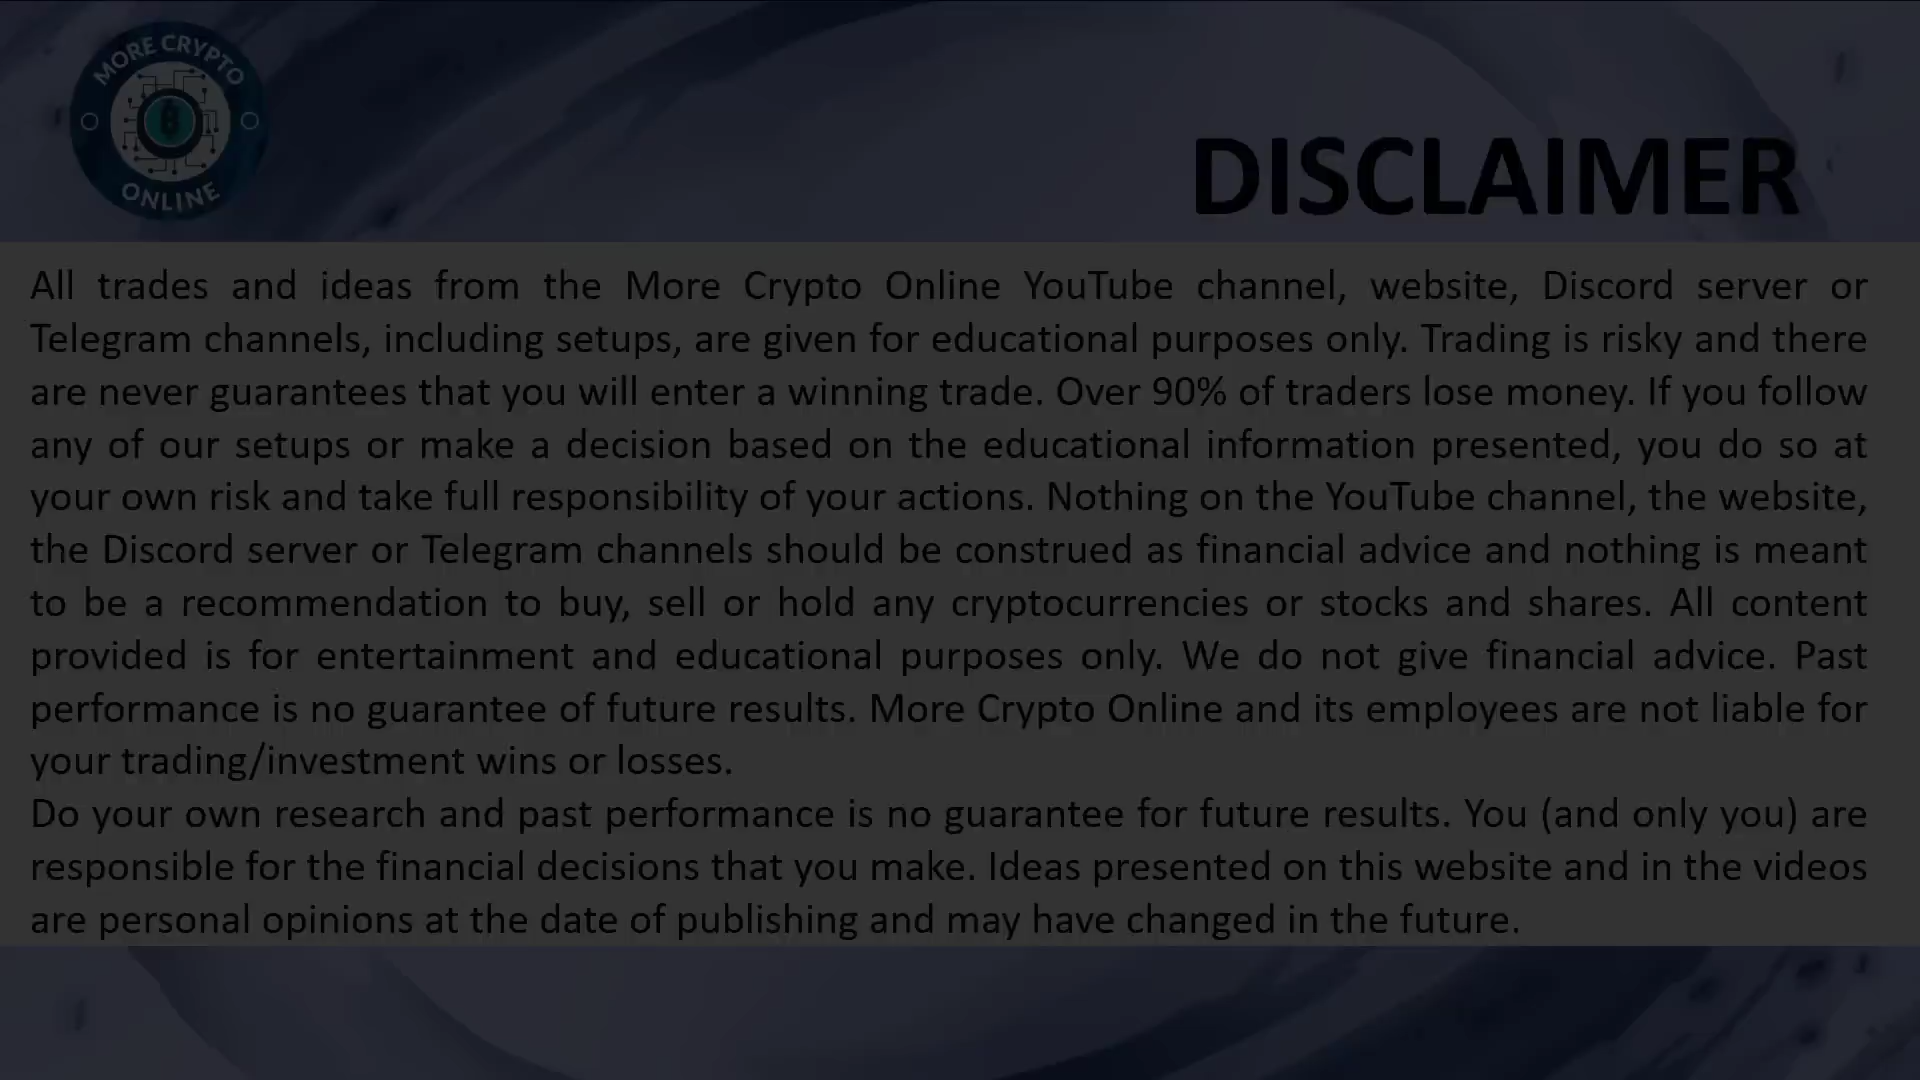 MORE CRYPTO
ONLINE
DISCLAIMER
All trades and ideas from the More Crypto Online YouTube channel, website, Discord server or
Telegram channels, including setups, are given for educational purposes only. Trading is risky and there
are never guarantees that you will enter a winning trade. Over 90% of traders lose money. If you follow
any of our setups or make a decision based on the educational information presented, you do so at
your own risk and take full responsibility of your actions. Nothing on the YouTube channel, the website,
the Discord server or Telegram channels should be construed as financial advice and nothing is meant
to be a recommendation to buy, sell or hold any cryptocurrencies or stocks and shares. All content
provided is for entertainment and educational purposes only. We do not give financial advice. Past
performance is no guarantee of future results. More Crypto Online and its employees are not liable for
your trading/investment wins or losses.
Do your own research and past performance is no guarantee for future results. You (and only you) are
responsible for the financial decisions that you make. Ideas presented on this website and in the videos
are personal opinions at the date of publishing and may have changed in the future.